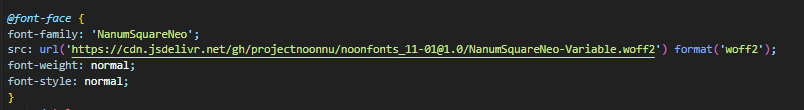 @font-face {
font-family: 'NanumSquareNeo';
src: url('https://cdn.jsdelivr.net/gh/projectnoonnu/noonfonts_11-01@1.0/NanumSquareNeo-Variable.woff2') format('woff2');
font-weight: normal;
font-style: normal;
}